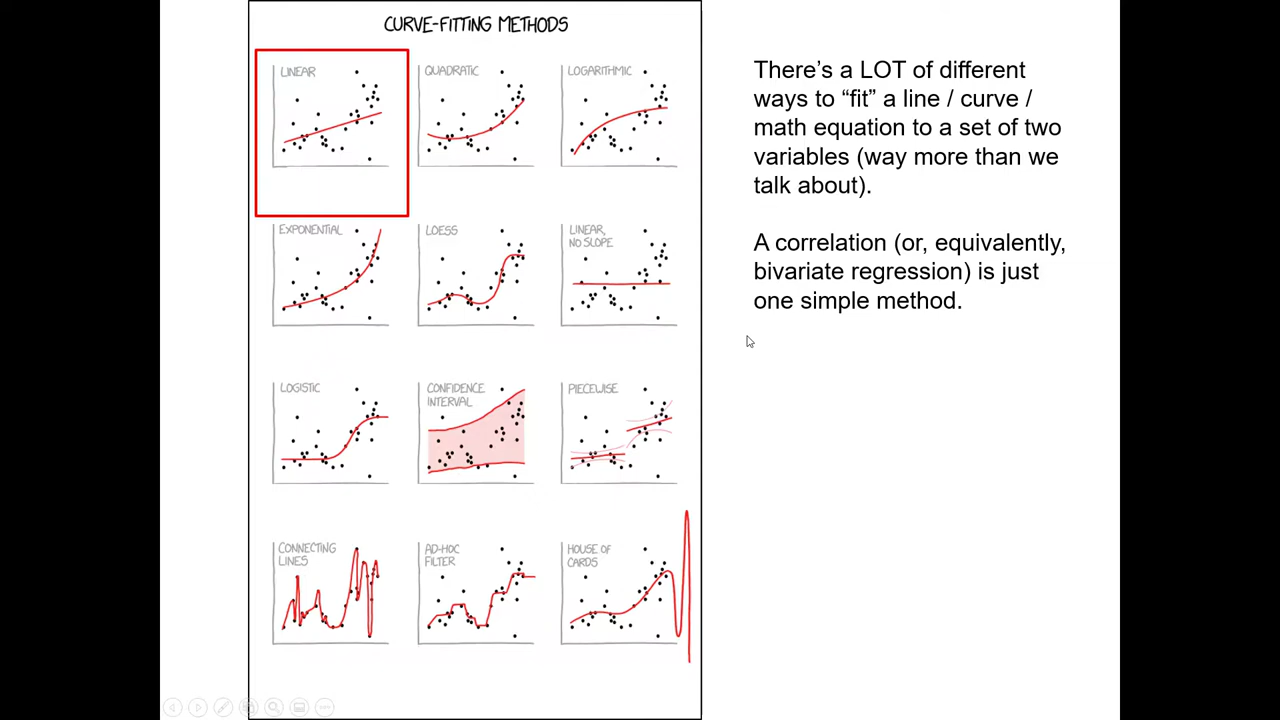 CURVE-FITTING METHODS
LINEAR
QUADRATIC
LOGARITHMIC
EXPONENTIAL
LOESS
LINEAR,
NO SLOPE
LOGISTIC
CONFIDENCE
INTERVAL
PIECEWISE
CONNECTING
LINES
AD-HOC
FILTER
HOUSE OF
CARDS
There’s a LOT of different
ways to “fit” a line / curve /
math equation to a set of two
variables (way more than we
talk about).
A correlation (or, equivalently,
bivariate regression) is just
one simple method.